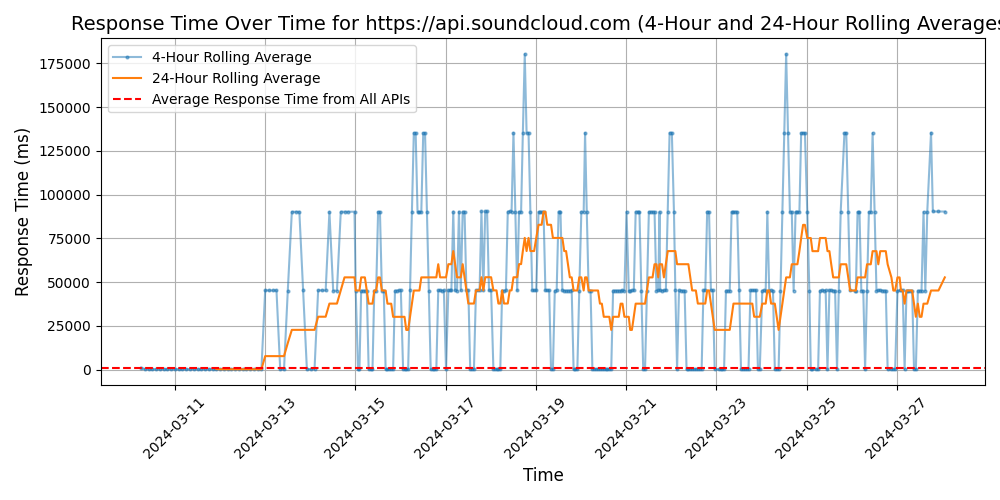 Response Time Over Time for https://api.soundcloud.com (4-Hour and 24-Hour Rolling Averages
4-Hour Rolling Average
24-Hour Rolling Average
Average Response Time from All APIs
Response Time (ms)
175000
150000
125000
100000
75000
50000
25000
0
2024-03-11
2024-03-13
2024-03-15
2024-03-17
2024-03-19
2024-03-21
2024-03-23
2024-03-25
2024-03-27
Time